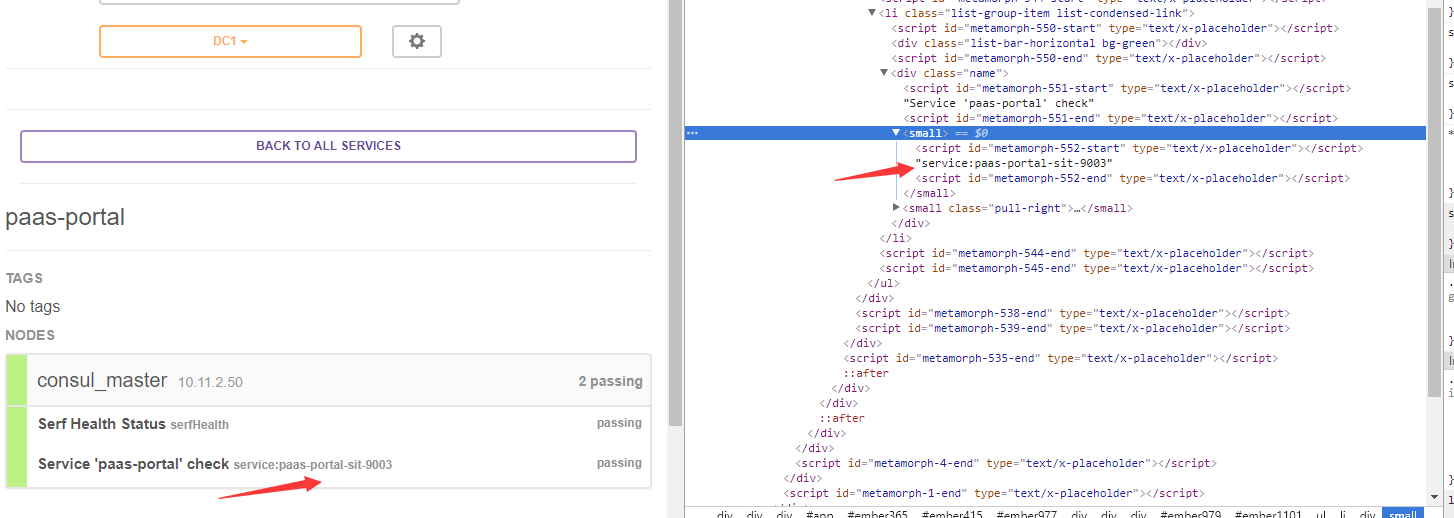 DC1
BACK TO ALL SERVICES
paas-portal
TAGS
No tags
NODES
consul_master 10.11.2.50 2 passing
Serf Health Status serfHealth passing
Service 'paas-portal' check service:paas-portal-sit-9003 passing
<li class="list-group-item list-condensed-link">
<script id="metamorph-550-start" type="text/x-placeholder"></script>
<div class="list-bar-horizontal bg-green"></div>
<script id="metamorph-550-end" type="text/x-placeholder"></script>
<div class="name">
<script id="metamorph-551-start" type="text/x-placeholder"></script>
"Service 'paas-portal' check"
<script id="metamorph-551-end" type="text/x-placeholder"></script>
<small> == $0
<script id="metamorph-552-start" type="text/x-placeholder"></script>
"service:paas-portal-sit-9003"
<script id="metamorph-552-end" type="text/x-placeholder"></script>
</small>
<small class="pull-right">…</small>
</div>
</li>
<script id="metamorph-544-end" type="text/x-placeholder"></script>
<script id="metamorph-545-end" type="text/x-placeholder"></script>
</ul>
</div>
<script id="metamorph-538-end" type="text/x-placeholder"></script>
<script id="metamorph-539-end" type="text/x-placeholder"></script>
</div>
<script id="metamorph-535-end" type="text/x-placeholder"></script>
::after
</div>
</div>
::after
</div>
</div>
<script id="metamorph-4-end" type="text/x-placeholder"></script>
</div>
<script id="metamorph-1-end" type="text/x-placeholder"></script>
div div div #app #ember365 #ember415 #ember977 div div div #ember979 #ember1101 ul li div small